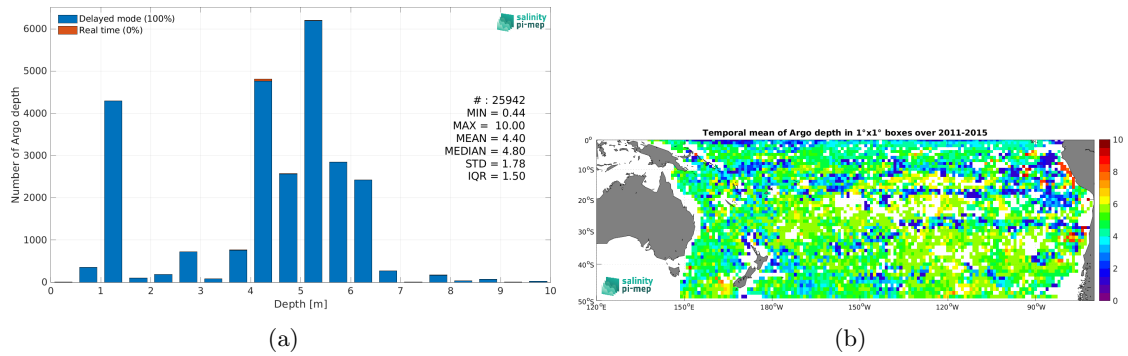 Delayed mode (100%)
Real time (0%)
salinity
pi-mep
Number of Argo depth
6000
5000
4000
3000
2000
1000
0
# : 25942
MIN = 0.44
MAX = 10.00
MEAN = 4.40
MEDIAN = 4.80
STD = 1.78
IQR = 1.50
0 1 2 3 4 5 6 7 8 9 10
Depth [m]
(a)
Temporal mean of Argo depth in 1°x1° boxes over 2011-2015
0°
10°S
20°S
30°S
40°S
50°S
salinity
pi-mep
120°E 150°E 180°W 150°W 120°W 90°W
10
8
6
4
2
0
(b)